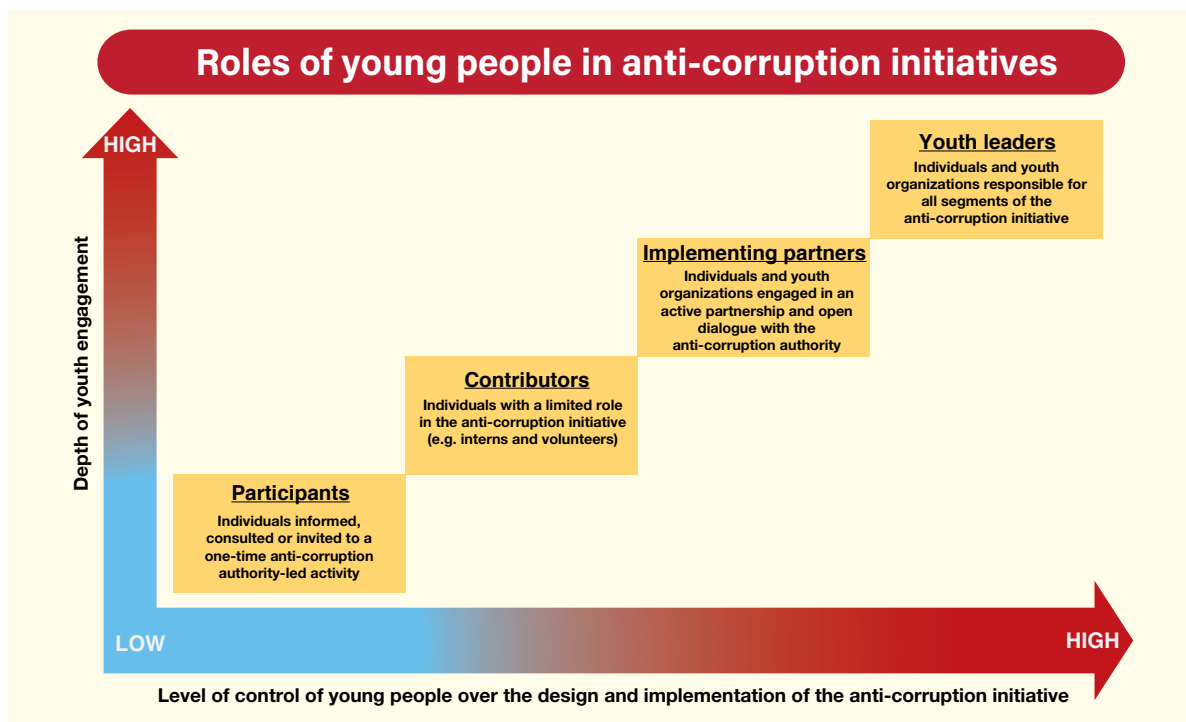 Roles of young people in anti-corruption initiatives
HIGH
Youth leaders
Individuals and youth
organizations responsible for
all segments of the
anti-corruption initiative
Implementing partners
Individuals and youth
organizations engaged in an
active partnership and open
dialogue with the
anti-corruption authority
Contributors
Individuals with a limited role
in the anti-corruption initiative
(e.g. interns and volunteers)
Participants
Individuals informed,
consulted or invited to a
one-time anti-corruption
authority-led activity
Depth of youth engagement
LOW
HIGH
Level of control of young people over the design and implementation of the anti-corruption initiative